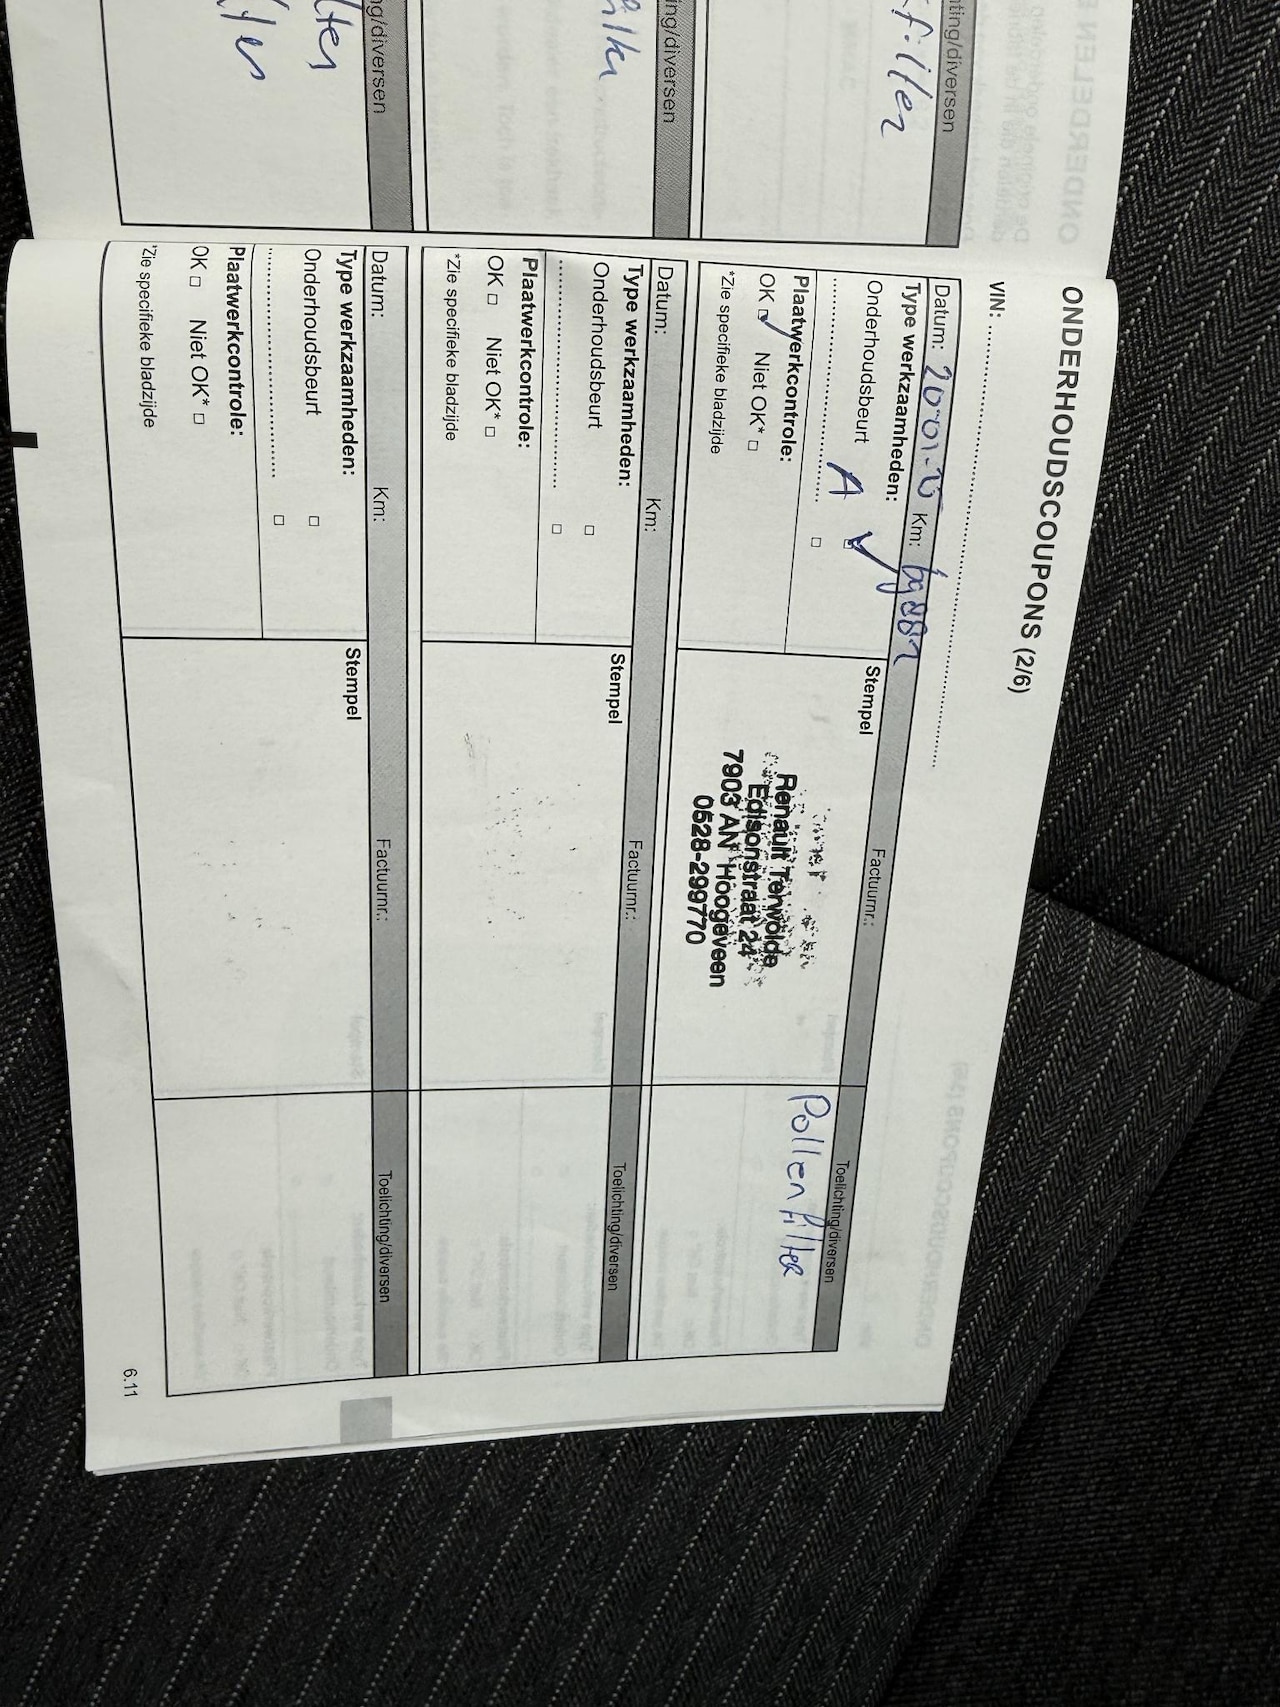 ONDERHOUDSCOUPONS (2/6)
VIN:
Datum: 20-01- Km:
Factuurnr.:
Toelichting/diversen
Type werkzaamheden:
Onderhoudsbeurt A
Plaatwerkcontrole:
OK Niet OK*
*Zie specifieke bladzijde
Stempel
Renault Terwolde
Edisonstraat 24
7903 AN Hoogeveen
0528-299770
Pollenfilter
Datum: Km:
Factuurnr.:
Toelichting/diversen
Type werkzaamheden:
Onderhoudsbeurt
Plaatwerkcontrole:
OK Niet OK*
*Zie specifieke bladzijde
Stempel
Datum: Km:
Factuurnr.:
Toelichting/diversen
Type werkzaamheden:
Onderhoudsbeurt
Plaatwerkcontrole:
OK Niet OK*
*Zie specifieke bladzijde
Stempel
6.11